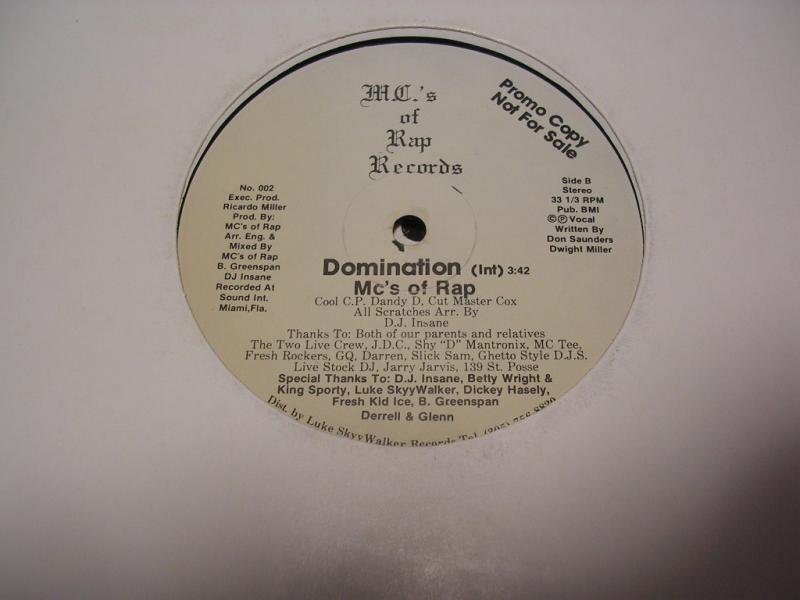 M.C.'s
of
Rap
Records
Promo Copy
Not For Sale
No. 002
Exec. Prod.
Ricardo Miller
Prod. By:
MC's of Rap
Arr. Eng. &
Mixed By
MC's of Rap
B. Greenspan
DJ Insane
Recorded At
Sound Int.
Miami,Fla.
Side B
Stereo
33 1/3 RPM
Pub. BMI
©℗ Vocal
Written By
Don Saunders
Dwight Miller
Domination (Int) 3:42
Mc's of Rap
Cool C.P. Dandy D, Cut Master Cox
All Scratches Arr. By
D.J. Insane
Thanks To: Both of our parents and relatives
The Two Live Crew, J.D.C., Shy "D" Mantronix, MC Tee,
Fresh Rockers, GQ, Darren, Slick Sam, Ghetto Style D.J.S.
Live Stock DJ, Jarry Jarvis, 139 St. Posse
Special Thanks To: D.J. Insane, Betty Wright &
King Sporty, Luke SkyyWalker, Dickey Hasely,
Fresh Kid Ice, B. Greenspan
Derrell & Glenn
Dist. by Luke SkyyWalker Records Tel.